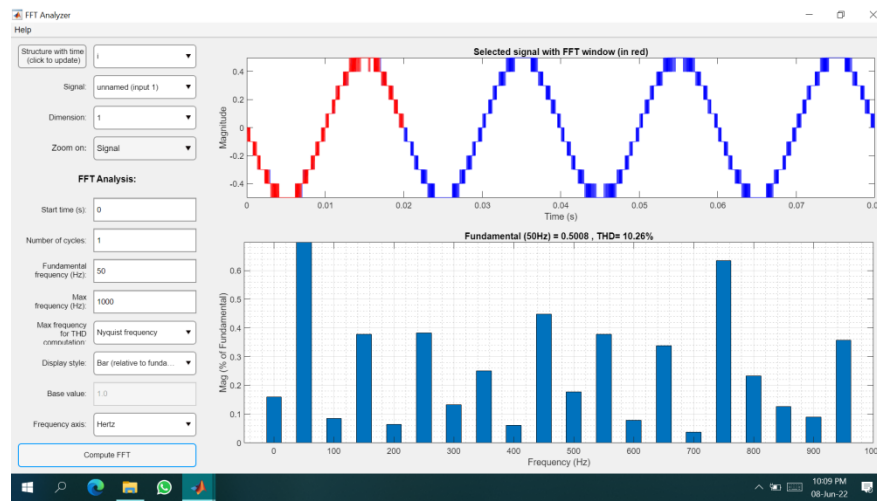 FFT Analyzer
Help
Structure with time
(click to update)
i
Signal:
unnamed (input 1)
Dimension:
1
Zoom on:
Signal
FFT Analysis:
Start time (s):
0
Number of cycles:
1
Fundamental
frequency (Hz):
50
Max
frequency (Hz):
1000
Max frequency
for THD
computation:
Nyquist frequency
Display style:
Bar (relative to funda...
Base value:
1.0
Frequency axis:
Hertz
Compute FFT
Selected signal with FFT window (in red)
Magnitude
0.4
0.2
0
-0.2
-0.4
0 0.01 0.02 0.03 0.04 0.05 0.06 0.07 0.0
Time (s)
Fundamental (50Hz) = 0.5008 , THD= 10.26%
Mag (% of Fundamental)
0.6
0.5
0.4
0.3
0.2
0.1
0
0 100 200 300 400 500 600 700 800 900 100
Frequency (Hz)
10:09 PM
08-Jun-22